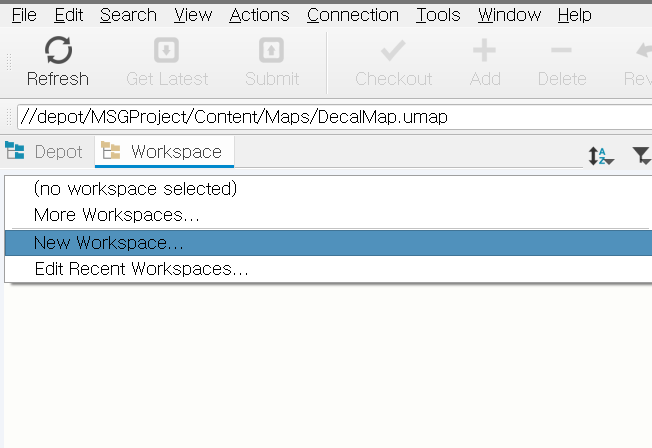 File Edit Search View Actions Connection Tools Window Help
Refresh Get Latest Submit Checkout Add Delete
//depot/MSGProject/Content/Maps/DecalMap.umap
Depot Workspace
(no workspace selected)
More Workspaces...
New Workspace...
Edit Recent Workspaces...